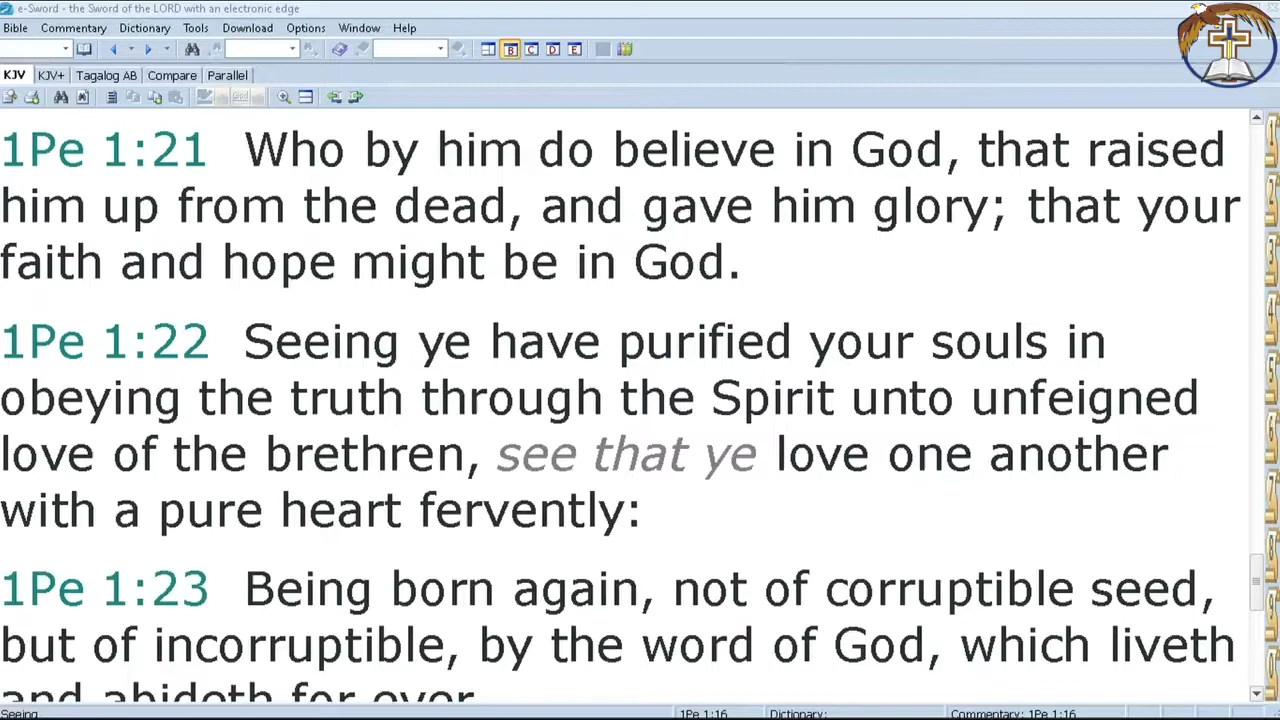 e-Sword - the Sword of the LORD with an electronic edge
Bible Commentary Dictionary Tools Download Options Window Help
B C D E
KJV KJV+ Tagalog AB Compare Parallel
God
1Pe 1:21 Who by him do believe in God, that raised
him up from the dead, and gave him glory; that your
faith and hope might be in God.
1Pe 1:22 Seeing ye have purified your souls in
obeying the truth through the Spirit unto unfeigned
love of the brethren, see that ye love one another
with a pure heart fervently:
1Pe 1:23 Being born again, not of corruptible seed,
but of incorruptible, by the word of God, which liveth
and abideth for ever.
Seeing 1Pe 1:16 Dictionary: Commentary: 1Pe 1:16